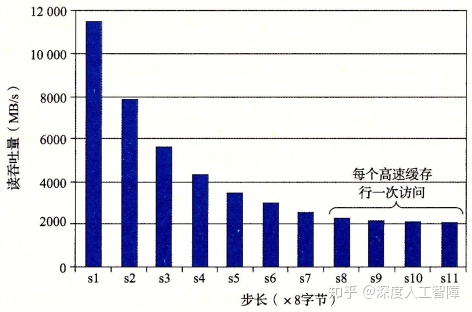 12 000
10 000
8000
6000
4000
2000
0
读吞吐量（MB/s）
每个高速缓存
行一次访问
s1 s2 s3 s4 s5 s6 s7 s8 s9 s10 s11
步长（×8字节）
知乎 @深度人工智障